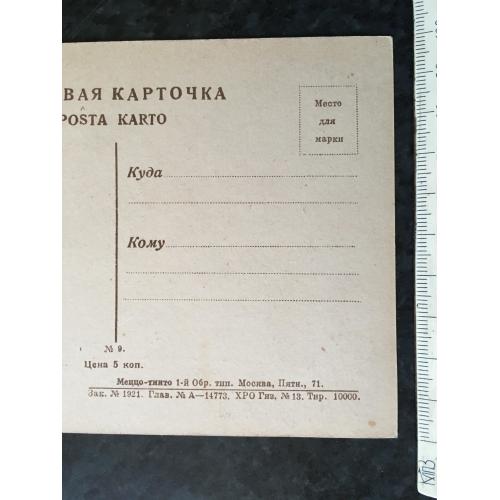 ВАЯ КАРТОЧКА
POŜTA KARTO
Место
для
марки
Куда
Кому
№ 9.
Цена 5 коп.
Меццо-тинто 1-й Обр. тип. Москва, Пятн., 71.
Зак. № 1921. Глав. № А—14773. ХРО Гиз, № 13. Тир. 10000.